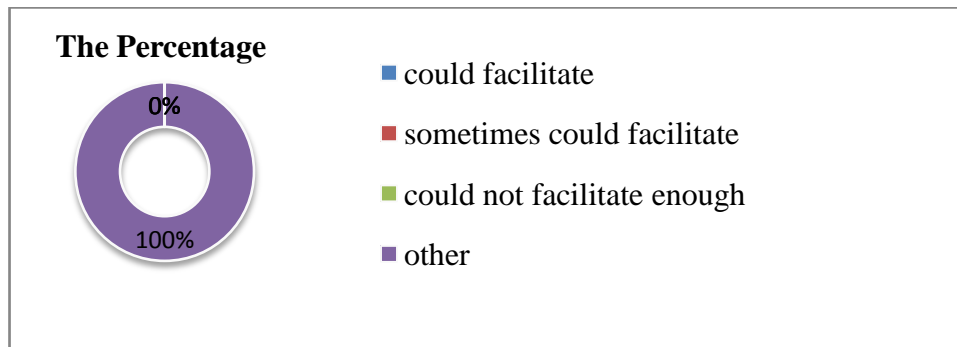 The Percentage
0%
100%
could facilitate
sometimes could facilitate
could not facilitate enough
other